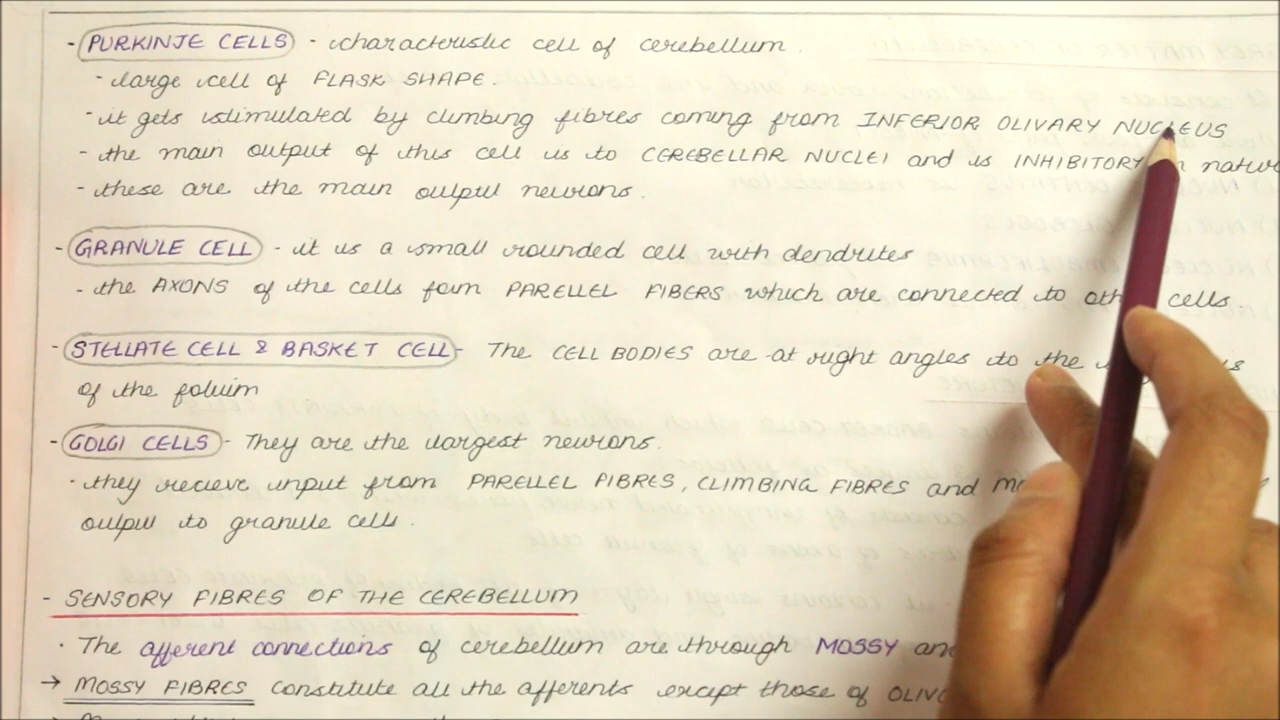 - PURKINJE CELLS - characteristic cell of cerebellum.
- large cell of FLASK SHAPE.
- it gets stimulated by climbing fibres coming from INFERIOR OLIVARY NUCLEUS
- the main output of this cell is to CEREBELLAR NUCLEI and is INHIBITORY
- these are the main output neurons.
- GRANULE CELL - it is a small rounded cell with dendrites
- the AXONS of the cells form PARELLEL FIBERS which are connected to cells.
- STELLATE CELL & BASKET CELL - The CELL BODIES are at right angles to the
of the folium
- GOLGI CELLS - They are the largest neurons.
- they recieve input from PARELLEL FIBRES, CLIMBING FIBRES and
output to granule cell.
- SENSORY FIBRES OF THE CEREBELLUM
· The afferent connections of cerebellum are through MOSSY
→ MOSSY FIBRES constitute all the afferents except those of